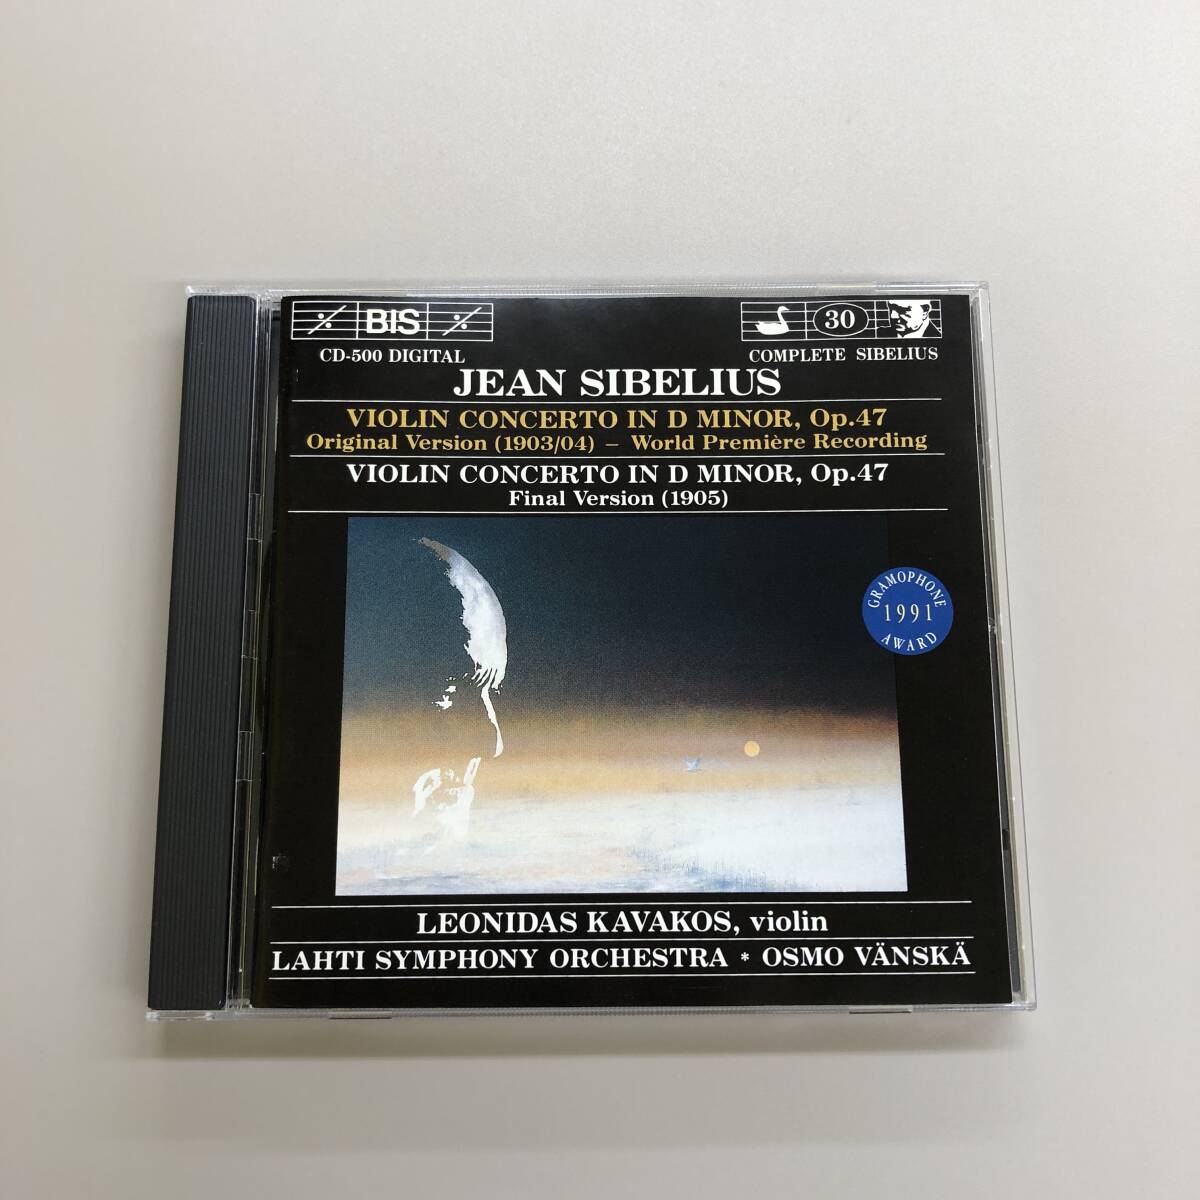 BIS
30
CD-500 DIGITAL
COMPLETE SIBELIUS
JEAN SIBELIUS
VIOLIN CONCERTO IN D MINOR, Op.47
Original Version (1903/04) – World Première Recording
VIOLIN CONCERTO IN D MINOR, Op.47
Final Version (1905)
GRAMOPHONE
1991
AWARD
LEONIDAS KAVAKOS, violin
LAHTI SYMPHONY ORCHESTRA * OSMO VÄNSKÄ